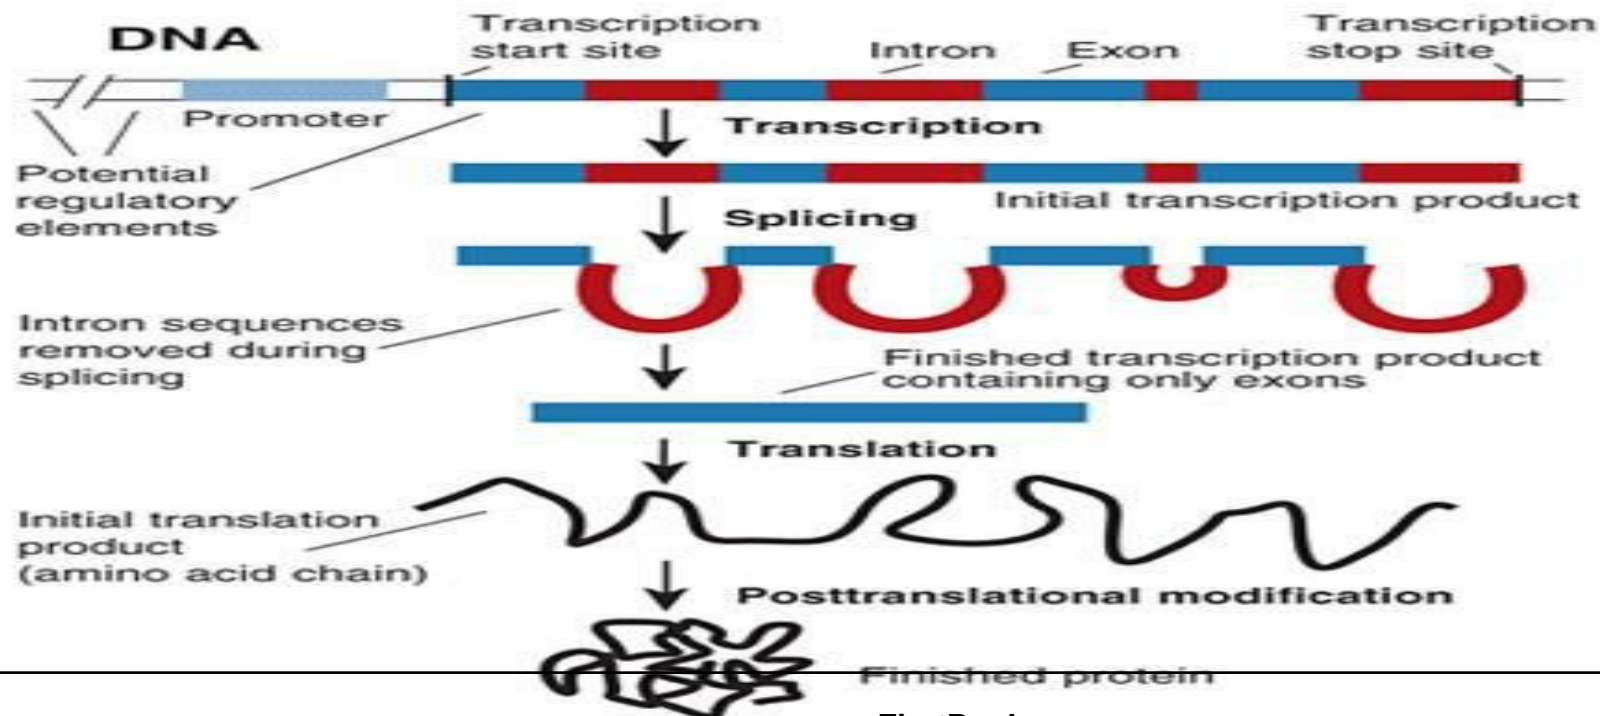 DNA
Transcription
start site
Intron
Exon
Transcription
stop site
Promoter
Transcription
Potential
regulatory
elements
Initial transcription product
Splicing
Intron sequences
removed during
splicing
Finished transcription product
containing only exons
Translation
Initial translation
product
(amino acid chain)
Posttranslational modification
Finished protein